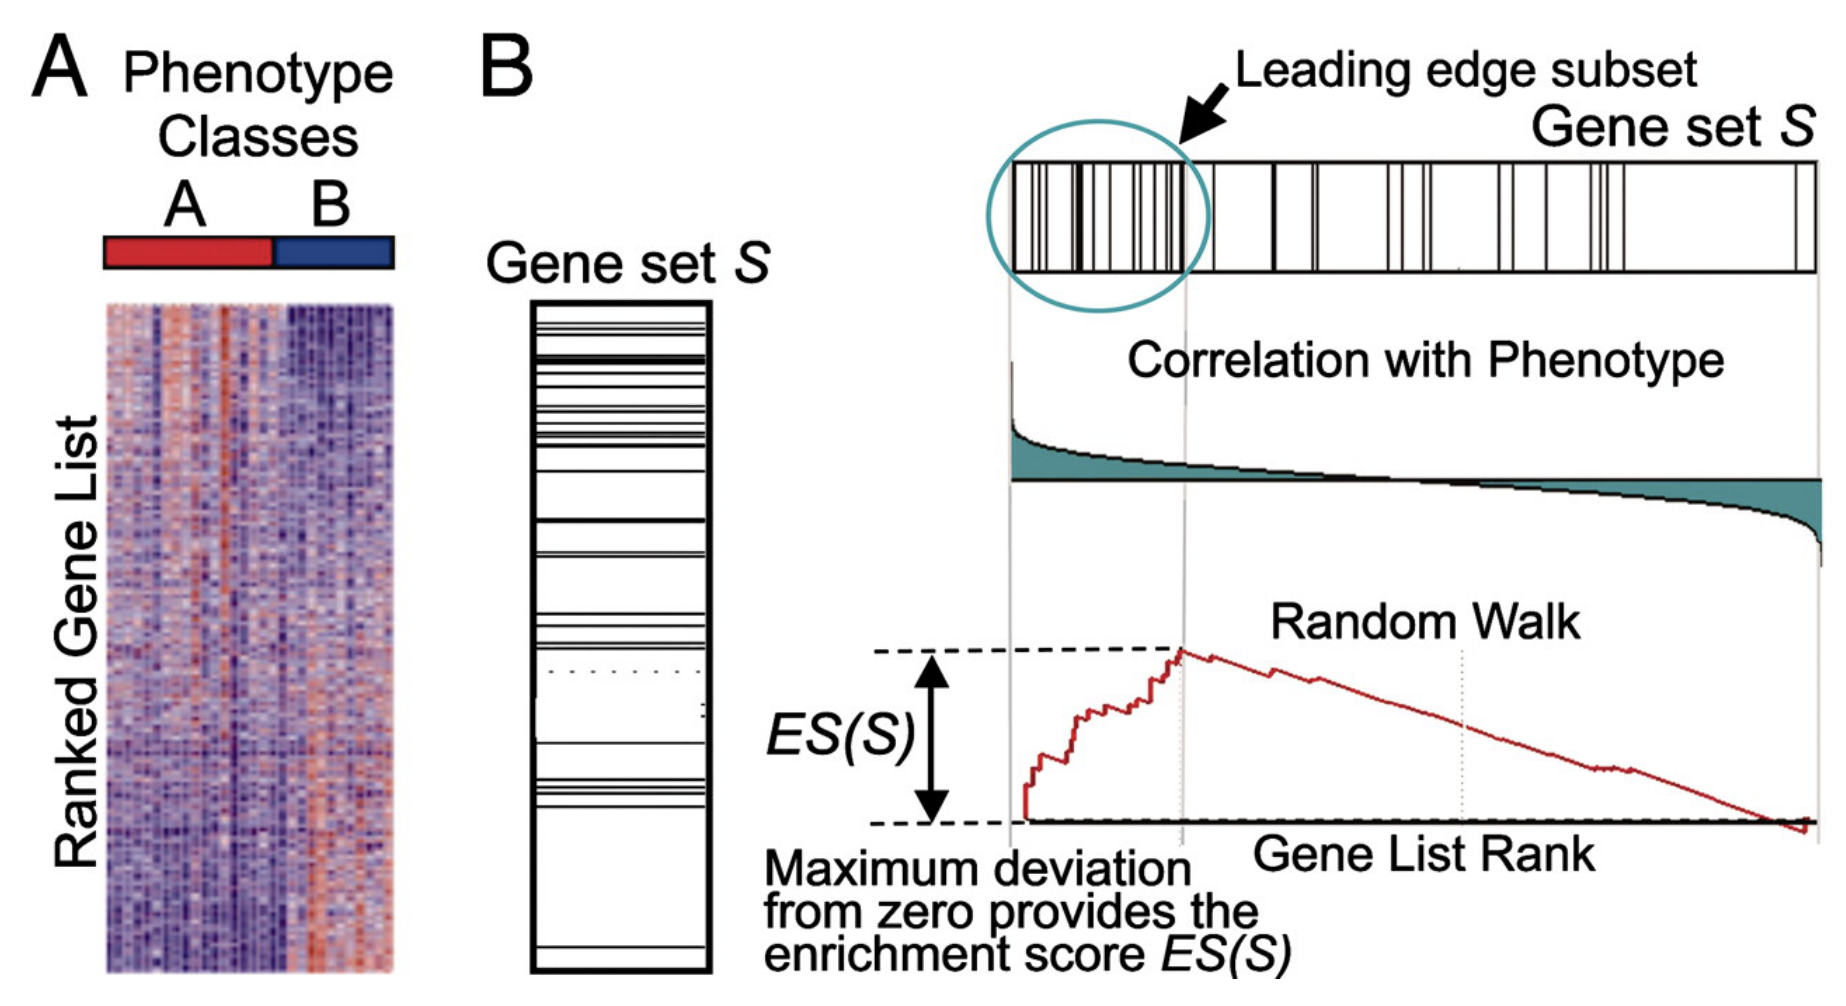 A
Phenotype
Classes
A B
Ranked Gene List
B
Gene set S
Leading edge subset
Gene set S
Correlation with Phenotype
Random Walk
ES(S)
Gene List Rank
Maximum deviation
from zero provides the
enrichment score ES(S)